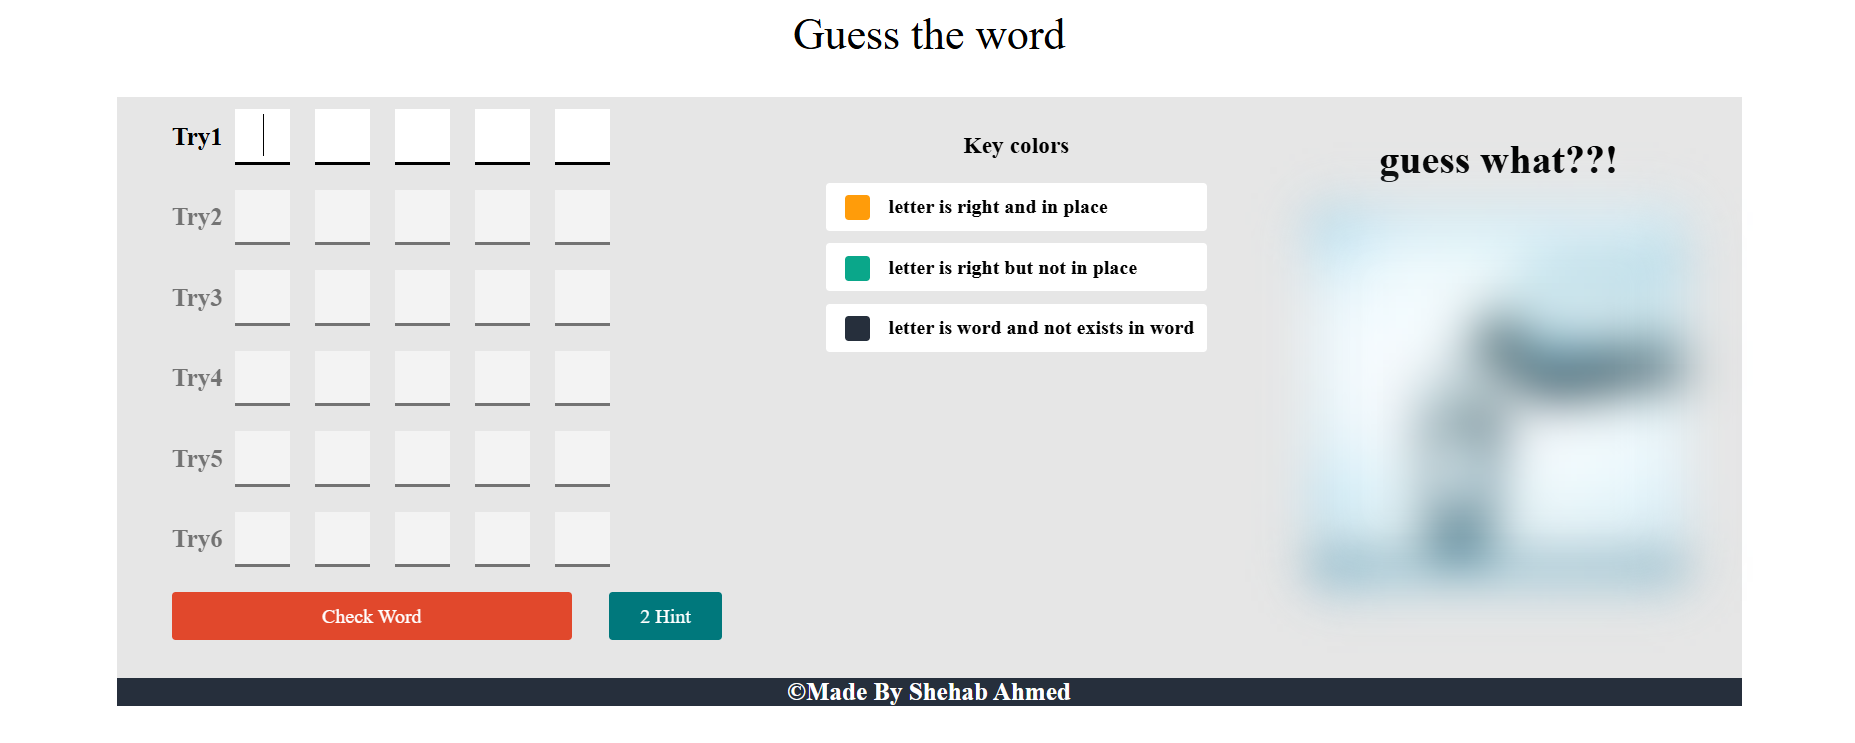 Guess the word
Try1
Try2
Try3
Try4
Try5
Try6
Check Word
2 Hint
Key colors
letter is right and in place
letter is right but not in place
letter is word and not exists in word
guess what??!
©Made By Shehab Ahmed